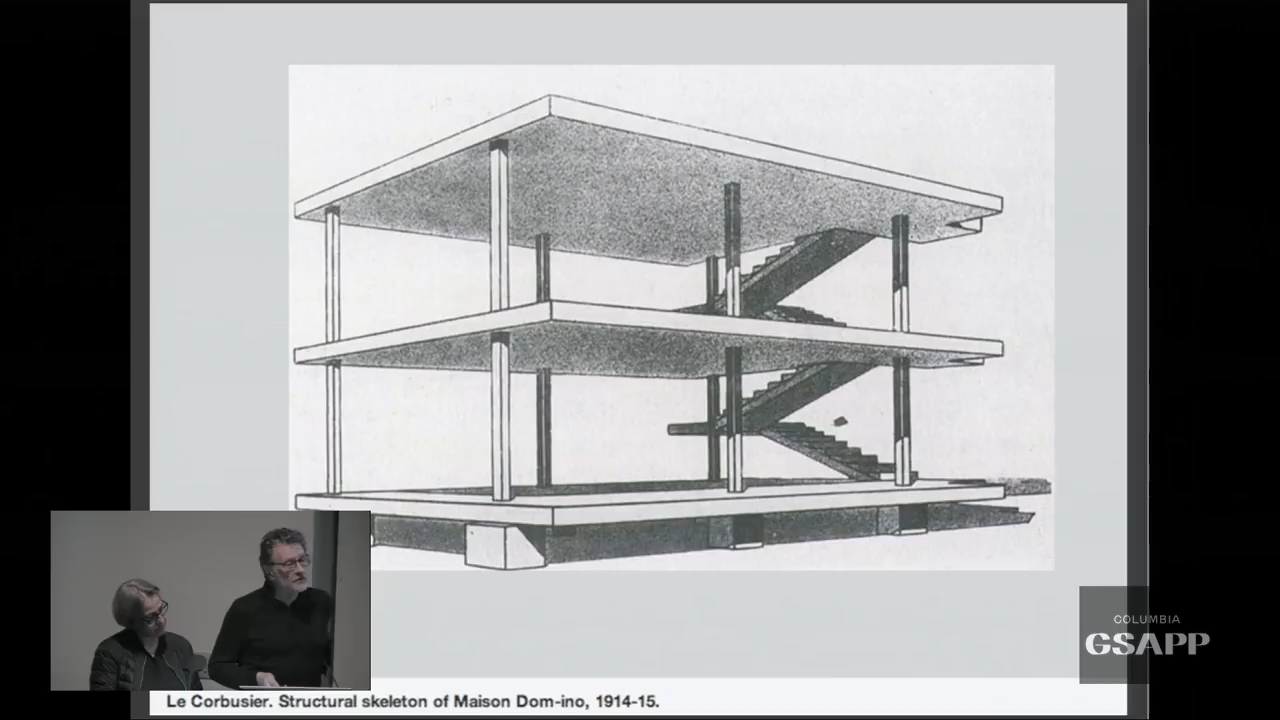 COLUMBIA
GSAPP
Le Corbusier. Structural skeleton of Maison Dom-ino, 1914-15.